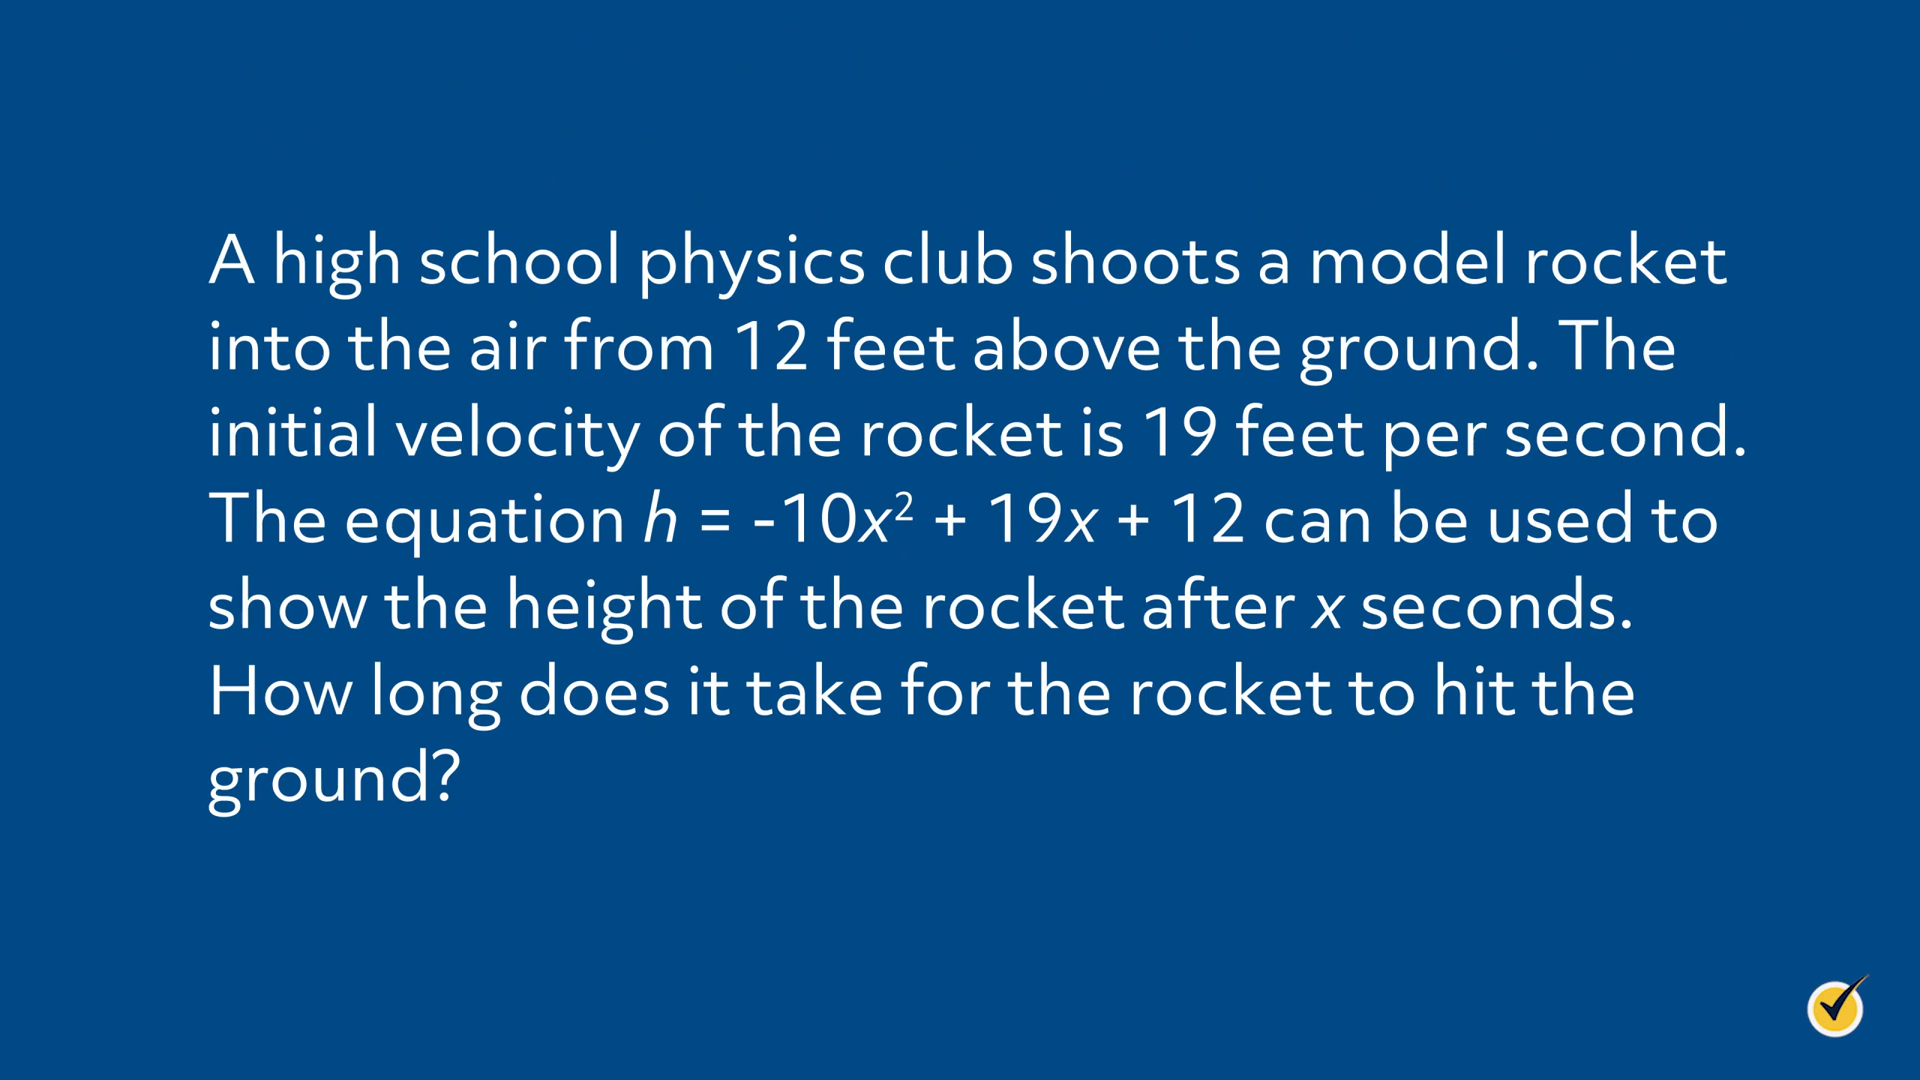 A high school physics club shoots a model rocket
into the air from 12 feet above the ground. The
initial velocity of the rocket is 19 feet per second.
The equation h = -10x² + 19x + 12 can be used to
show the height of the rocket after x seconds.
How long does it take for the rocket to hit the
ground?